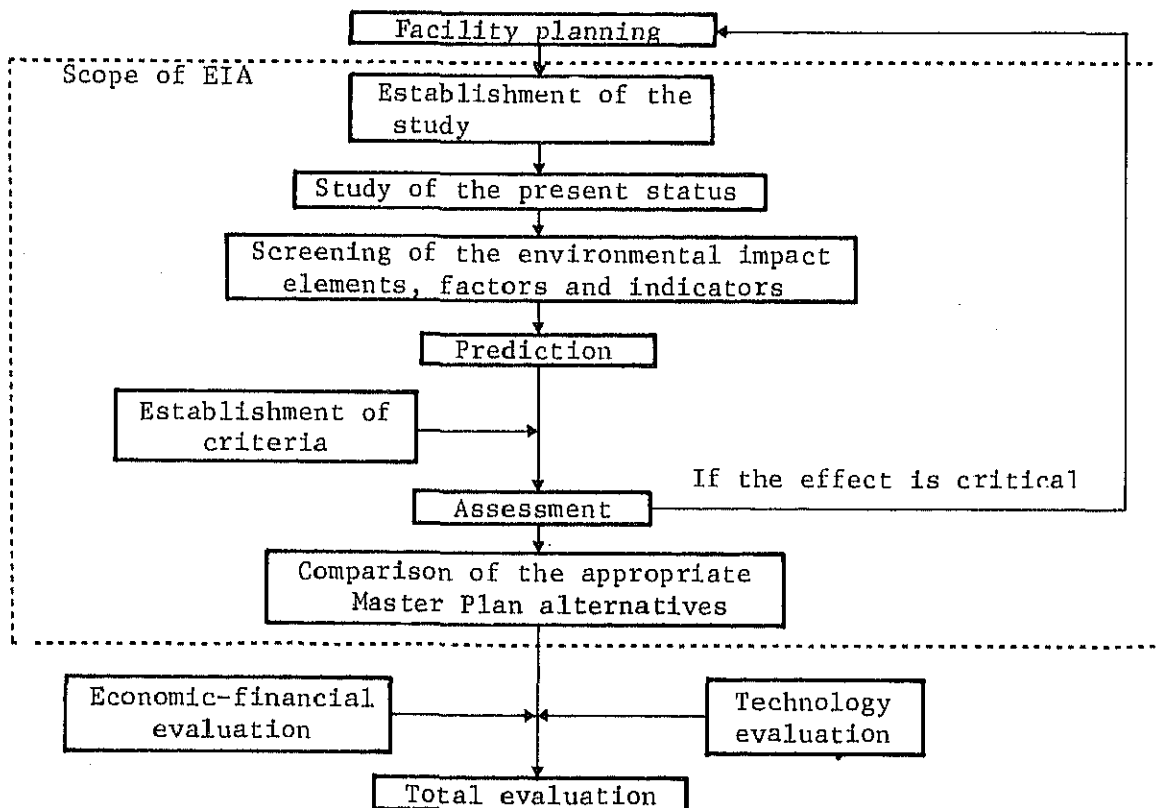 Facility planning
Scope of EIA
Establishment of the
study
Study of the present status
Screening of the environmental impact
elements, factors and indicators
Prediction
Establishment of
criteria
If the effect is critical
Assessment
Comparison of the appropriate
Master Plan alternatives
Economic-financial
evaluation
Technology
evaluation
Total evaluation